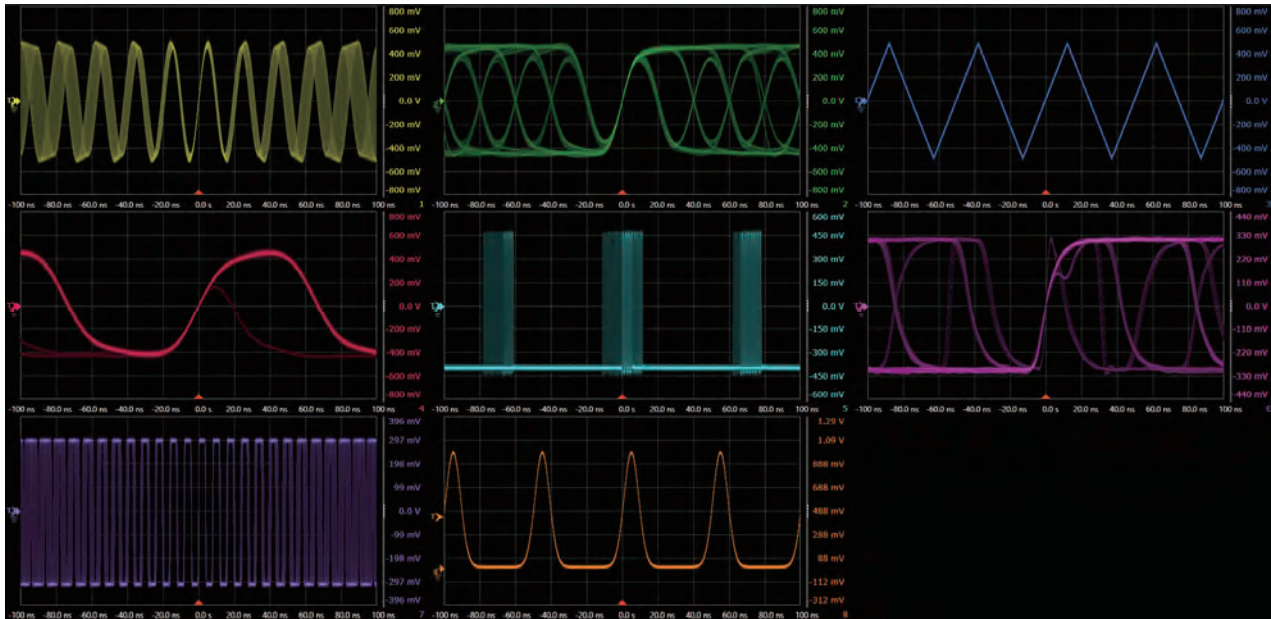 800 mV
600 mV
400 mV
200 mV
0.0 V
-200 mV
-400 mV
-600 mV
-800 mV
-100 ns -80.0 ns -60.0 ns -40.0 ns -20.0 ns 0.0 s 20.0 ns 40.0 ns 60.0 ns 80.0 ns 100 ns
1
800 mV
600 mV
400 mV
200 mV
0.0 V
-200 mV
-400 mV
-600 mV
-800 mV
-100 ns -80.0 ns -60.0 ns -40.0 ns -20.0 ns 0.0 s 20.0 ns 40.0 ns 60.0 ns 80.0 ns 100 ns
2
800 mV
600 mV
400 mV
200 mV
0.0 V
-200 mV
-400 mV
-600 mV
-800 mV
-100 ns -80.0 ns -60.0 ns -40.0 ns -20.0 ns 0.0 s 20.0 ns 40.0 ns 60.0 ns 80.0 ns 100 ns
3
800 mV
600 mV
400 mV
200 mV
0.0 V
-200 mV
-400 mV
-600 mV
-800 mV
-100 ns -80.0 ns -60.0 ns -40.0 ns -20.0 ns 0.0 s 20.0 ns 40.0 ns 60.0 ns 80.0 ns 100 ns
4
600 mV
450 mV
300 mV
150 mV
0.0 V
-150 mV
-300 mV
-450 mV
-600 mV
-100 ns -80.0 ns -60.0 ns -40.0 ns -20.0 ns 0.0 s 20.0 ns 40.0 ns 60.0 ns 80.0 ns 100 ns
5
440 mV
330 mV
220 mV
110 mV
0.0 V
-110 mV
-220 mV
-330 mV
-440 mV
-100 ns -80.0 ns -60.0 ns -40.0 ns -20.0 ns 0.0 s 20.0 ns 40.0 ns 60.0 ns 80.0 ns 100 ns
6
396 mV
297 mV
198 mV
99 mV
0.0 V
-99 mV
-198 mV
-297 mV
-396 mV
-100 ns -80.0 ns -60.0 ns -40.0 ns -20.0 ns 0.0 s 20.0 ns 40.0 ns 60.0 ns 80.0 ns 100 ns
7
1.29 V
1.09 V
888 mV
688 mV
488 mV
288 mV
88 mV
-112 mV
-312 mV
-100 ns -80.0 ns -60.0 ns -40.0 ns -20.0 ns 0.0 s 20.0 ns 40.0 ns 60.0 ns 80.0 ns 100 ns
8